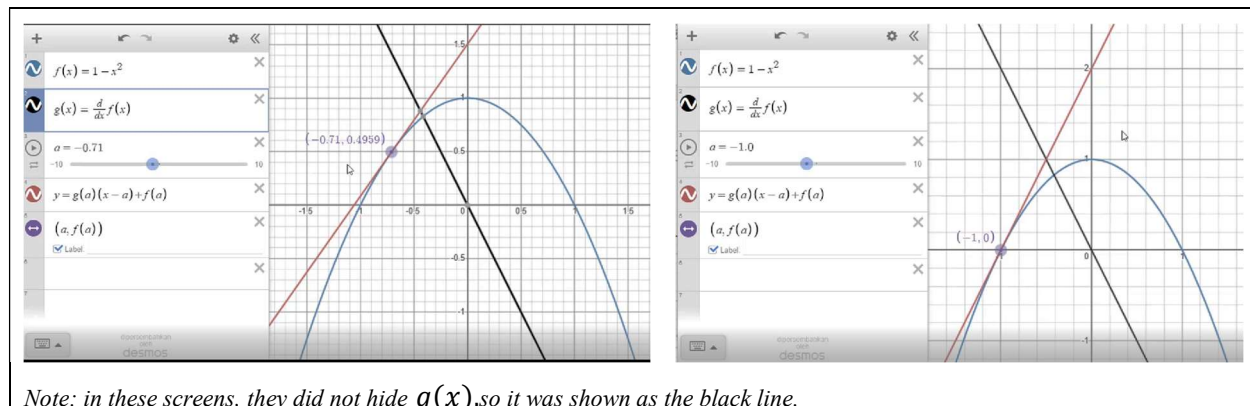 f(x) = 1 − x²
g(x) = d/dx f(x)
a = −0.71
−10
10
y = g(a)(x − a) + f(a)
(a, f(a))
Label:
desmos
1.5
1
(−0.71, 0.4959)
0.5
-1.5
-0.5
0
0.5
1
1.5
-0.5
-1
f(x) = 1 − x²
g(x) = d/dx f(x)
a = −1.0
−10
10
y = g(a)(x − a) + f(a)
(a, f(a))
Label:
desmos
2
1
(−1, 0)
0
1
-1
Note: in these screens, they did not hide g(x),so it was shown as the black line.